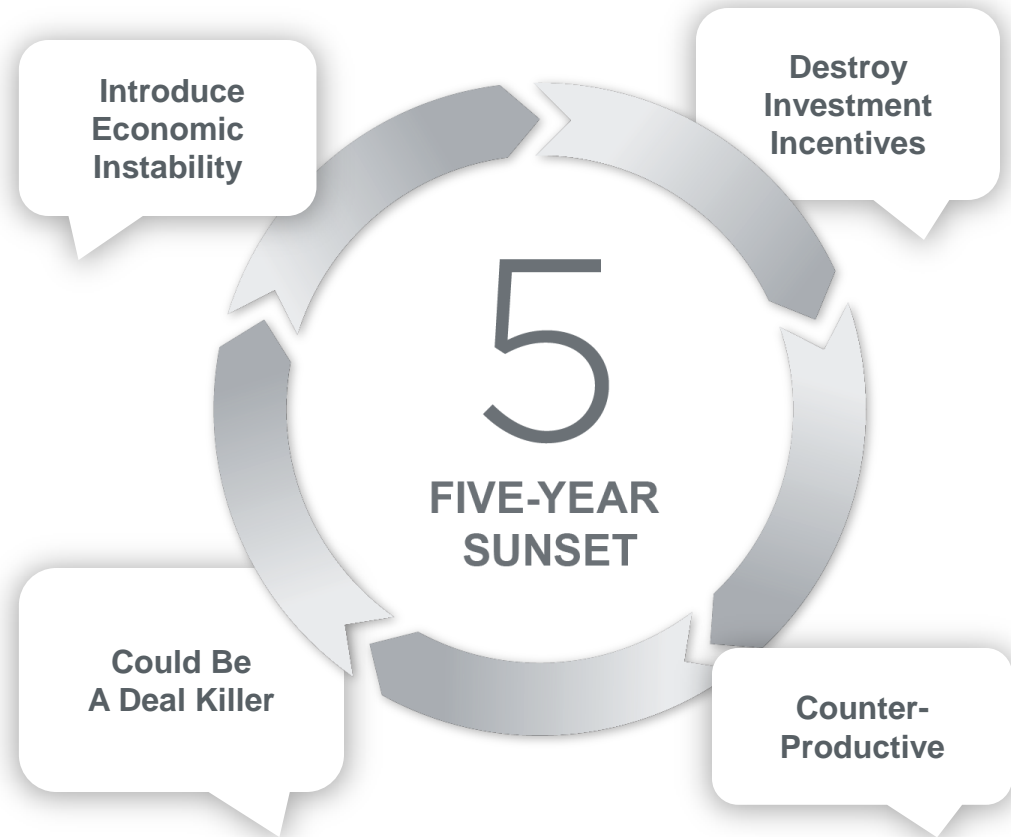 Introduce
Economic
Instability
Destroy
Investment
Incentives
5
FIVE-YEAR
SUNSET
Could Be
A Deal Killer
Counter-
Productive